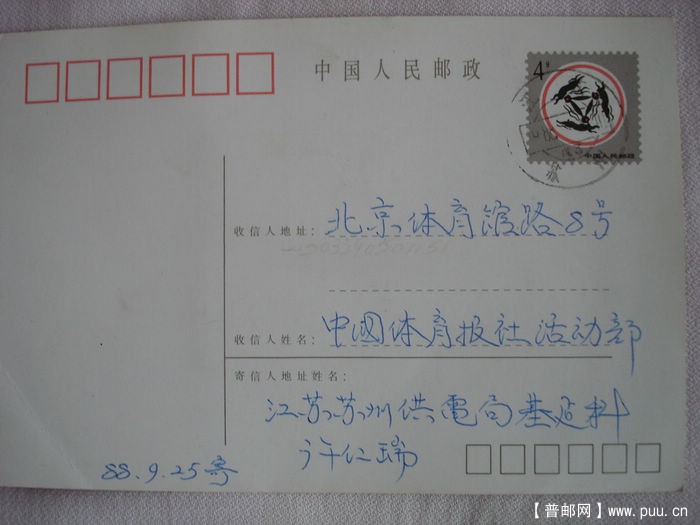 中国人民邮政
4分
中国人民邮政
收信人地址: 北京体育馆路8号
收信人姓名: 中国体育报社活动部
寄信人地址姓名:
江苏苏州供電局基建科
许仁瑞
88.9.25寄
【普邮网】www.puu.cn